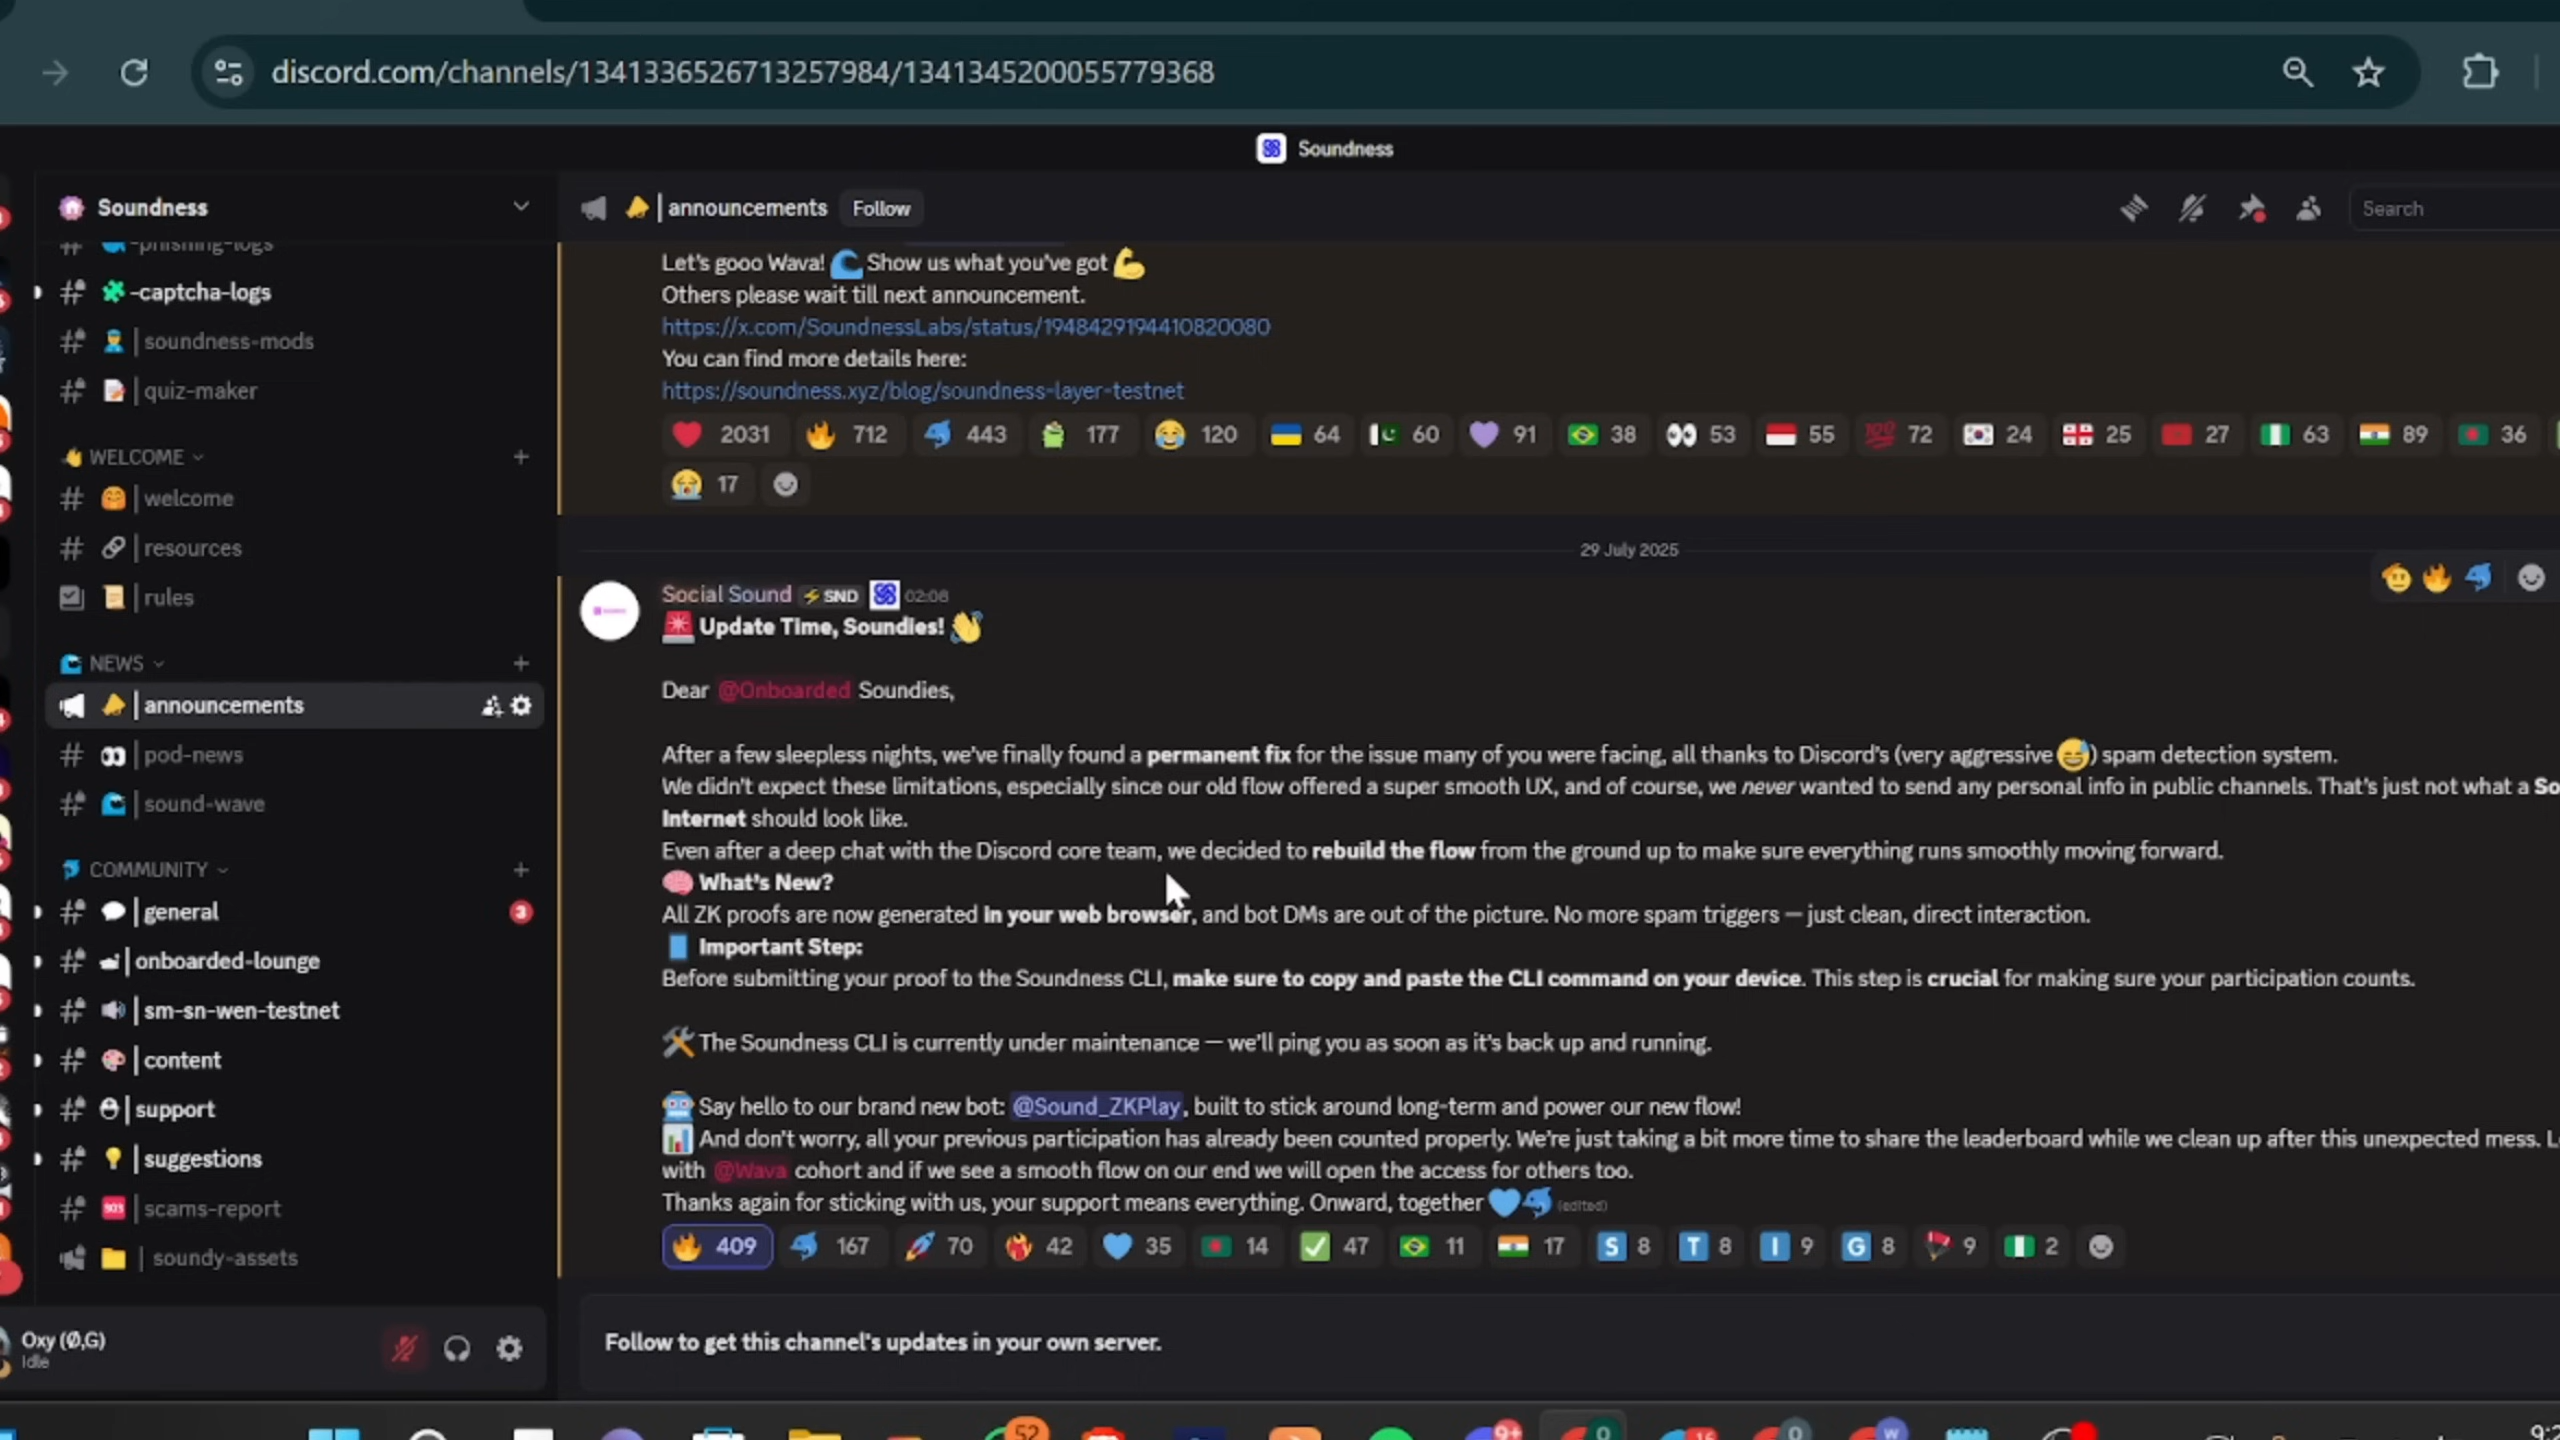 discord.com/channels/1341336526713257984/1341345200055779368
Soundness
Soundness
-phishing-logs
-captcha-logs
soundness-mods
quiz-maker
WELCOME
welcome
resources
rules
NEWS
announcements
pod-news
sound-wave
COMMUNITY
general
3
onboarded-lounge
sm-sn-wen-testnet
content
support
suggestions
scams-report
soundy-assets
Oxy (Ø,G)
Idle
announcements
Follow
Search
Let's gooo Wava! 🌊 Show us what you've got 💪
Others please wait till next announcement.
https://x.com/SoundnessLabs/status/1948429194410820080
You can find more details here:
https://soundness.xyz/blog/soundness-layer-testnet
2031 712 443 177 120 64 60 91 38 53 55 72 24 25 27 63 89 36
17
29 July 2025
Social Sound SND 02:08
🚨 Update Time, Soundies! 👋
Dear @Onboarded Soundies,
After a few sleepless nights, we've finally found a permanent fix for the issue many of you were facing, all thanks to Discord's (very aggressive 😅) spam detection system.
We didn't expect these limitations, especially since our old flow offered a super smooth UX, and of course, we never wanted to send any personal info in public channels. That's just not what a So
Internet should look like.
Even after a deep chat with the Discord core team, we decided to rebuild the flow from the ground up to make sure everything runs smoothly moving forward.
🧠 What's New?
All ZK proofs are now generated in your web browser, and bot DMs are out of the picture. No more spam triggers — just clean, direct interaction.
📘 Important Step:
Before submitting your proof to the Soundness CLI, make sure to copy and paste the CLI command on your device. This step is crucial for making sure your participation counts.
🛠️ The Soundness CLI is currently under maintenance — we'll ping you as soon as it's back up and running.
🤖 Say hello to our brand new bot: @Sound_ZKPlay, built to stick around long-term and power our new flow!
📊 And don't worry, all your previous participation has already been counted properly. We're just taking a bit more time to share the leaderboard while we clean up after this unexpected mess. L
with @Wava cohort and if we see a smooth flow on our end we will open the access for others too.
Thanks again for sticking with us, your support means everything. Onward, together 💙🐬 (edited)
409 167 70 42 35 14 47 11 17 S 8 T 8 I 9 G 8 9 2
Follow to get this channel's updates in your own server.
52
9+